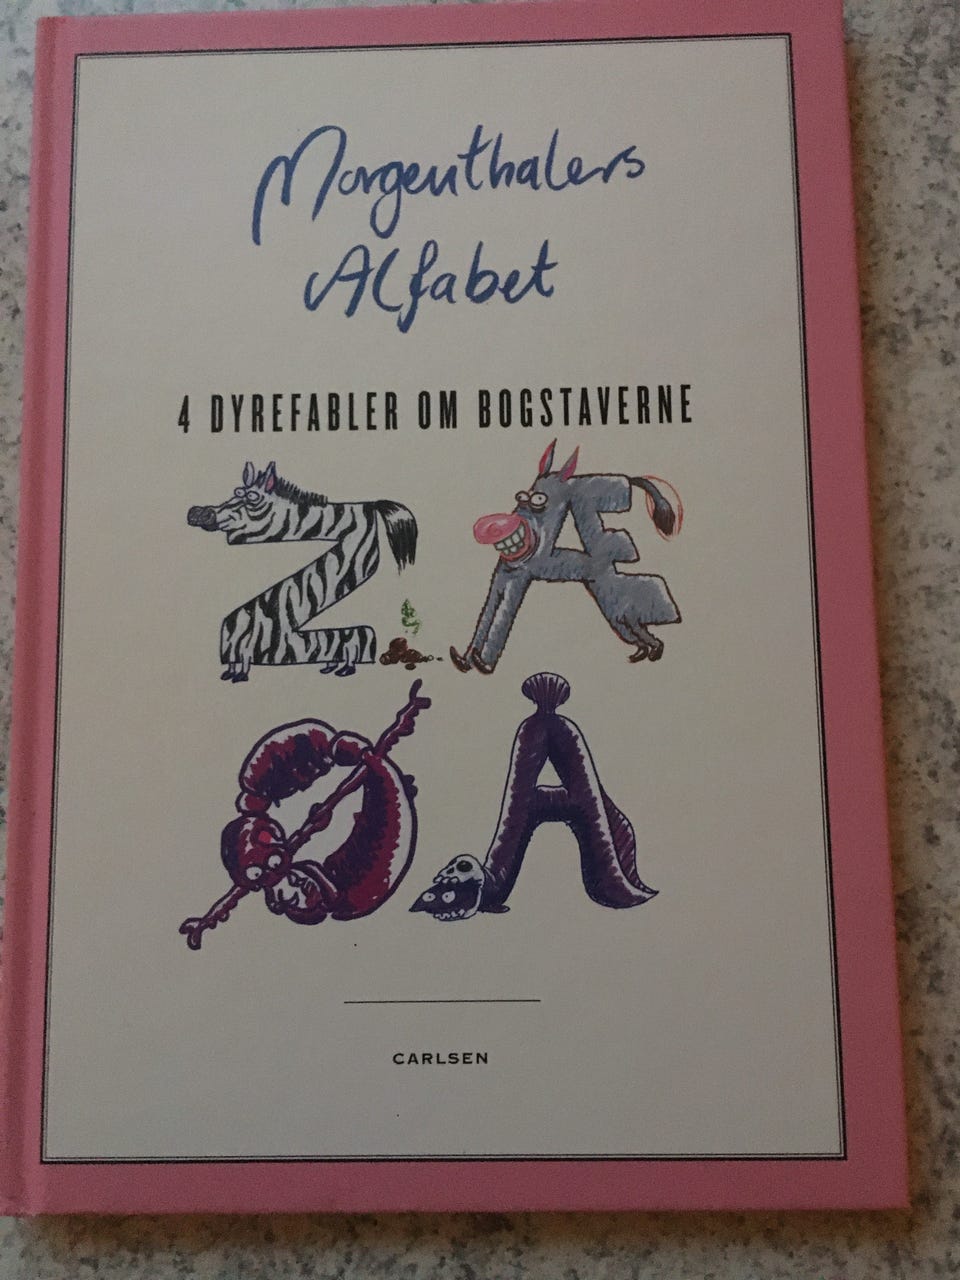 Morgenthalers
Alfabet
4 DYREFABLER OM BOGSTAVERNE
Z Æ
Ø Å
CARLSEN